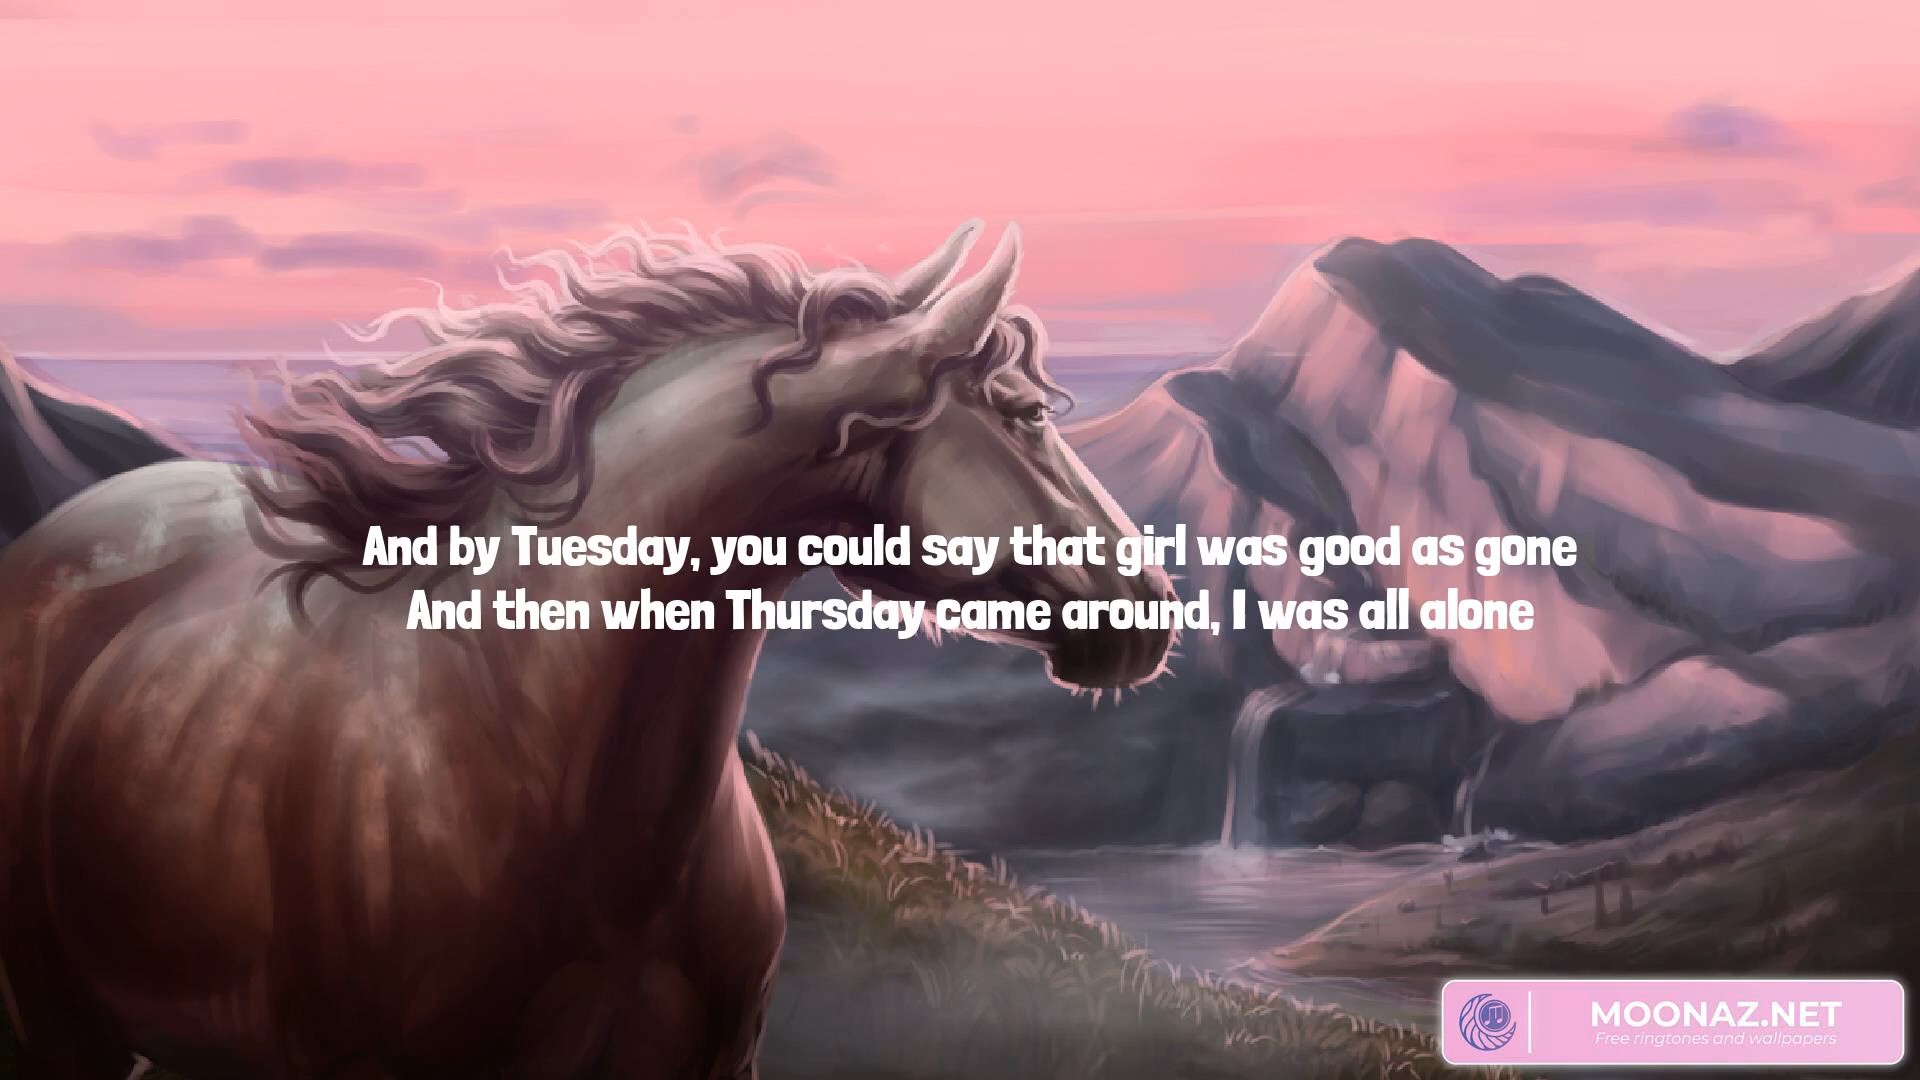 And by Tuesday, you could say that girl was good as gone
And then when Thursday came around, I was all alone
MOONAZ.NET
Free ringtones and wallpapers